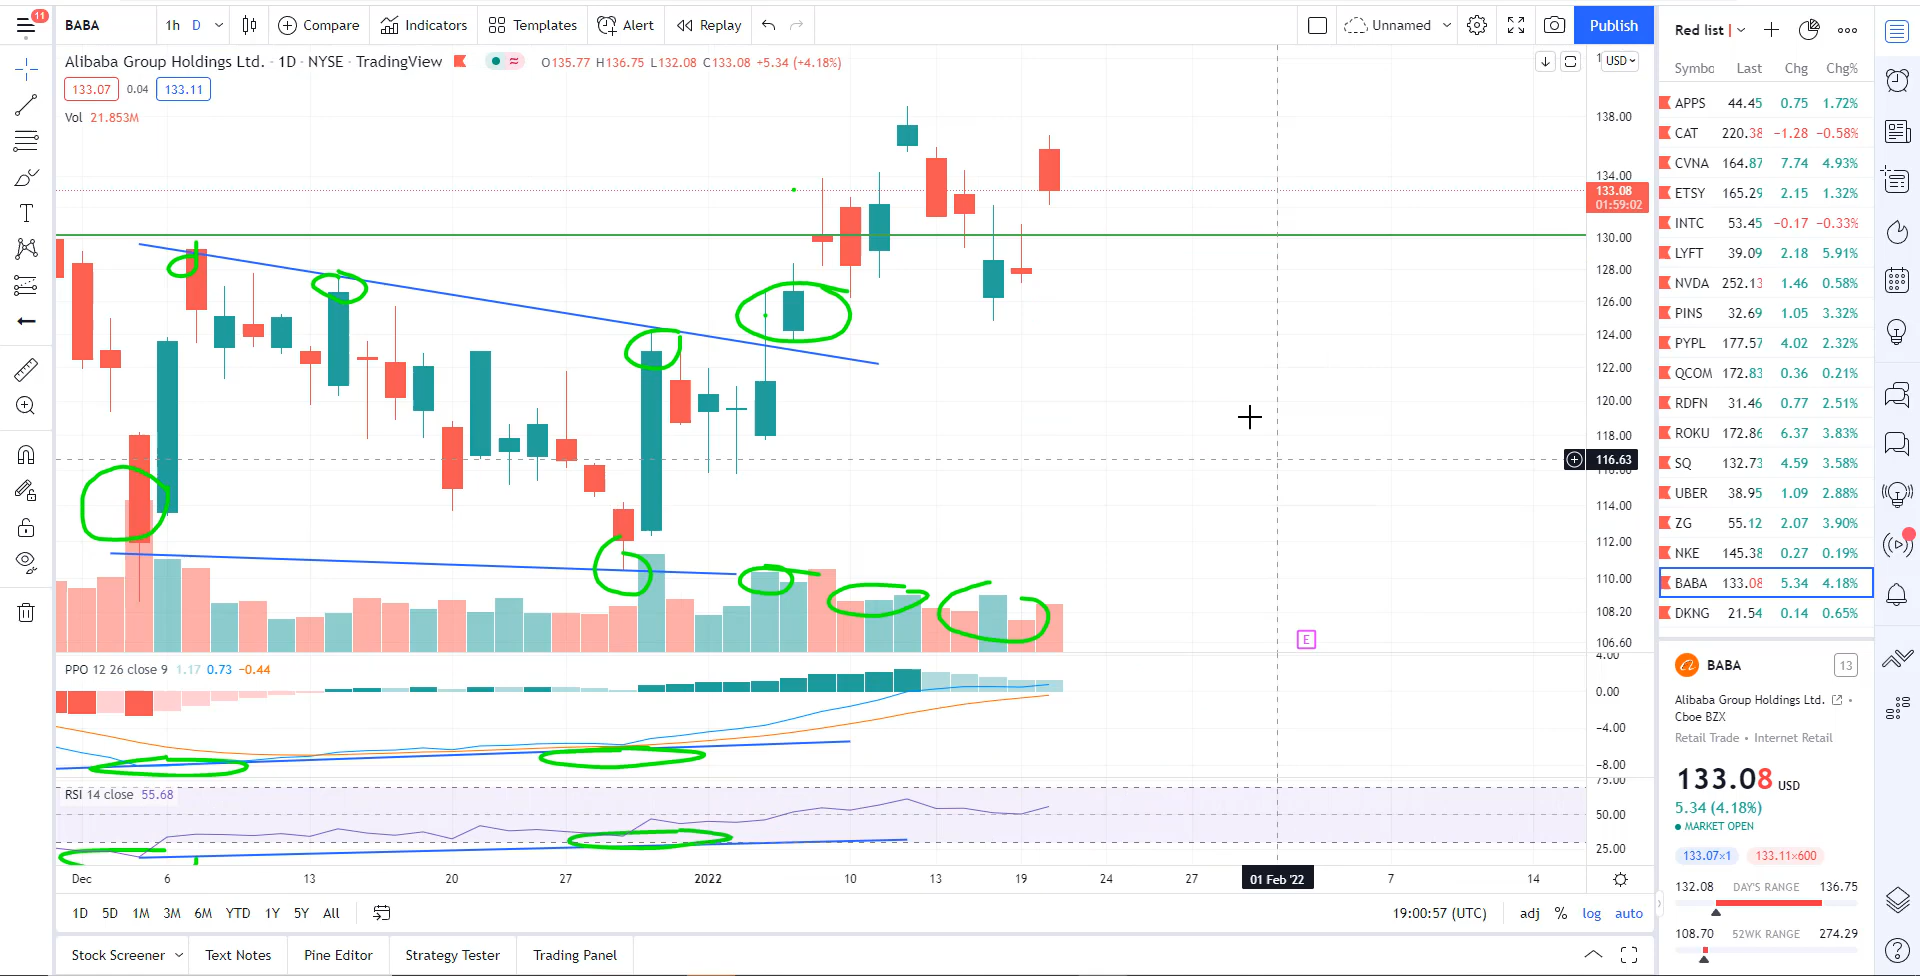 11
BABA
1h D
Compare
Indicators
Templates
Alert
Replay
Unnamed
Publish
Alibaba Group Holdings Ltd. · 1D · NYSE · TradingView
O135.77 H136.75 L132.08 C133.08 +5.34 (+4.18%)
USD
133.07 0.04 133.11
Vol 21.853M
138.00
134.00
133.08
01:59:02
130.00
128.00
126.00
124.00
122.00
120.00
118.00
116.63
114.00
112.00
110.00
108.20
106.60
E
PPO 12 26 close 9 1.17 0.73 −0.44
4.00
0.00
−4.00
−8.00
RSI 14 close 55.68
75.00
50.00
25.00
Dec 6 13 20 27 2022 10 13 19 24 27 01 Feb '22 7 14
1D 5D 1M 3M 6M YTD 1Y 5Y All
19:00:57 (UTC) adj % log auto
Stock Screener Text Notes Pine Editor Strategy Tester Trading Panel
Red list
Symbo Last Chg Chg%
APPS 44.45 0.75 1.72%
CAT 220.38 −1.28 −0.58%
CVNA 164.87 7.74 4.93%
ETSY 165.29 2.15 1.32%
INTC 53.45 −0.17 −0.33%
LYFT 39.09 2.18 5.91%
NVDA 252.13 1.46 0.58%
PINS 32.69 1.05 3.32%
PYPL 177.57 4.02 2.32%
QCOM 172.83 0.36 0.21%
RDFN 31.46 0.77 2.51%
ROKU 172.86 6.37 3.83%
SQ 132.73 4.59 3.58%
UBER 38.95 1.09 2.88%
ZG 55.12 2.07 3.90%
NKE 145.38 0.27 0.19%
BABA 133.08 5.34 4.18%
DKNG 21.54 0.14 0.65%
BABA 13
Alibaba Group Holdings Ltd. •
Cboe BZX
Retail Trade • Internet Retail
133.08 USD
5.34 (4.18%)
MARKET OPEN
133.07×1 133.11×600
132.08 DAY'S RANGE 136.75
108.70 52WK RANGE 274.29